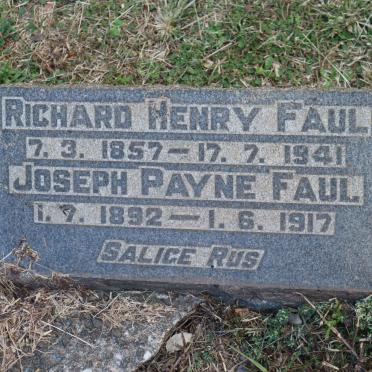 RICHARD HENRY FAUL
7. 3. 1857 — 17. 7. 1941
JOSEPH PAYNE FAUL
1. 7. 1892 — 1. 6. 1917
SALICE RUS